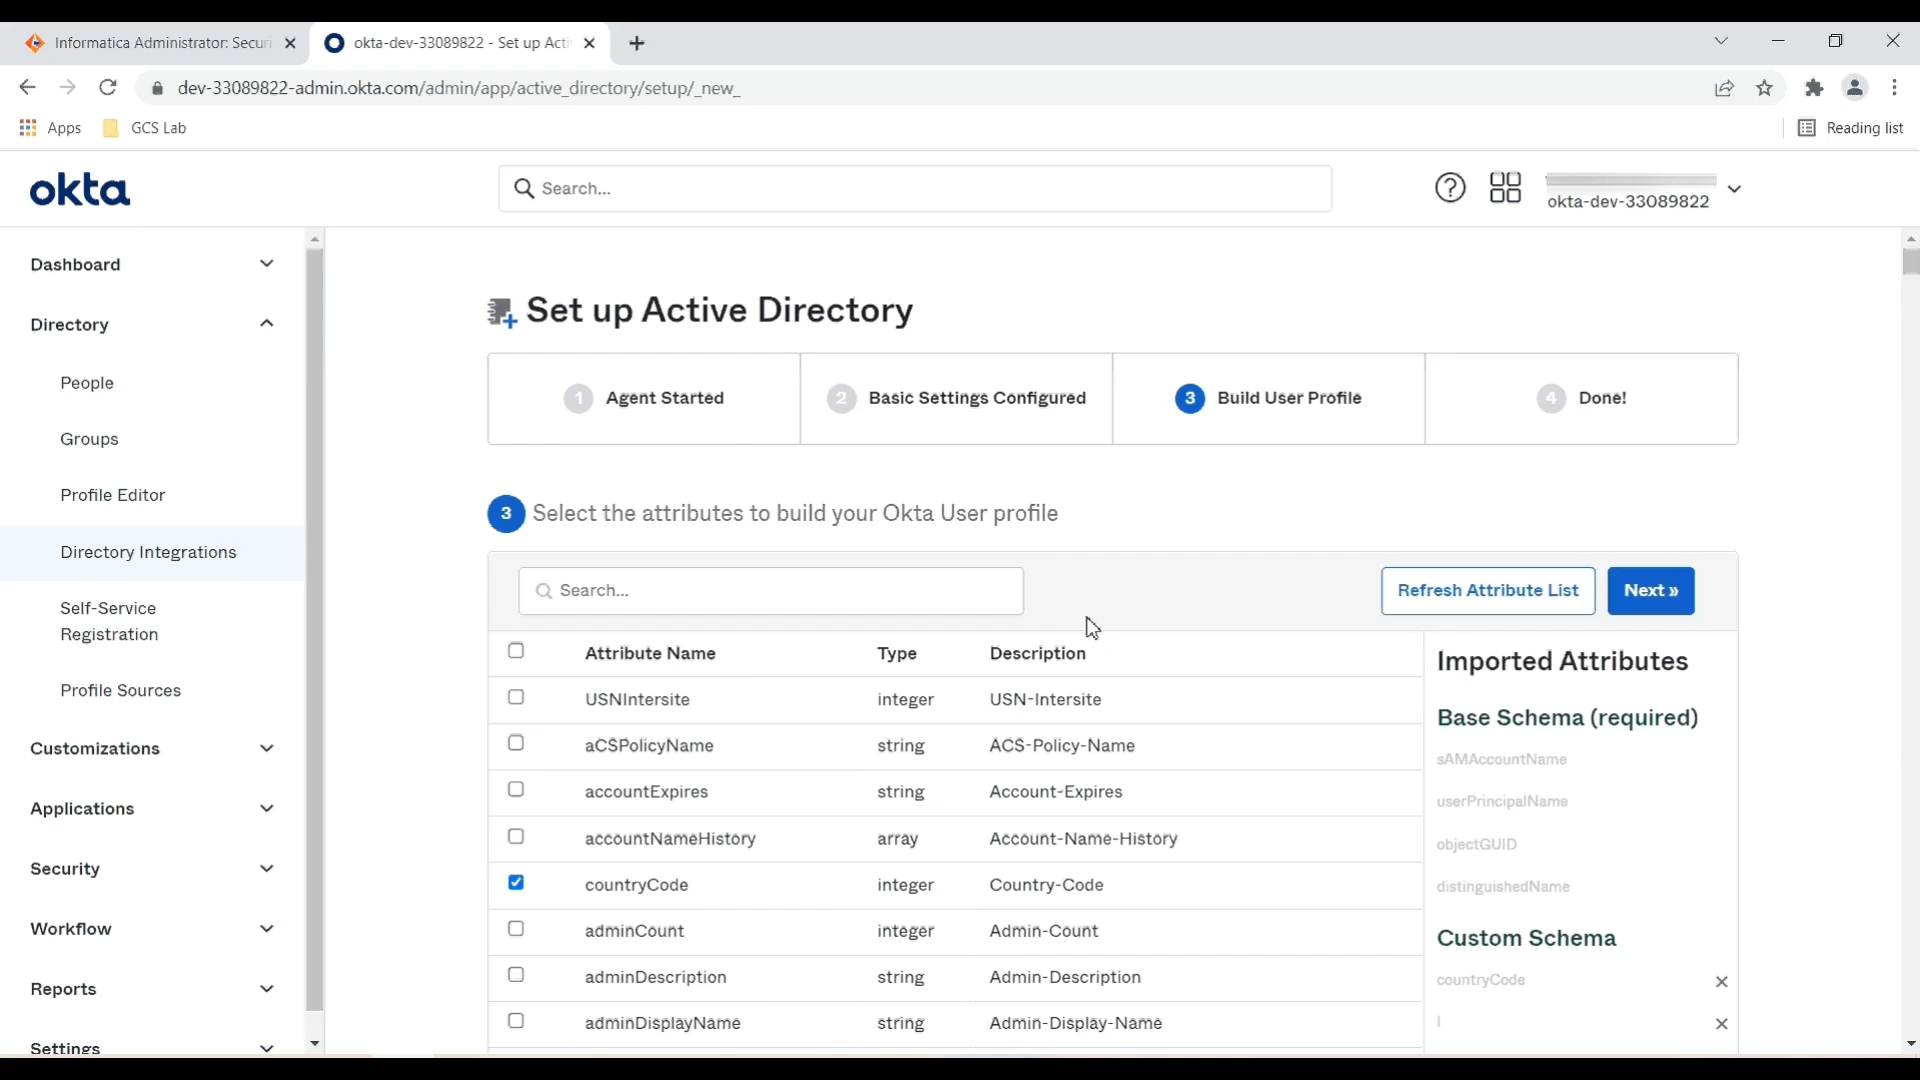 Informatica Administrator: Securi
okta-dev-33089822 - Set up Acti
dev-33089822-admin.okta.com/admin/app/active_directory/setup/_new_
Apps
GCS Lab
Reading list
okta
Search...
okta-dev-33089822
Dashboard
Directory
People
Groups
Profile Editor
Directory Integrations
Self-Service
Registration
Profile Sources
Customizations
Applications
Security
Workflow
Reports
Settings
Set up Active Directory
1 Agent Started
2 Basic Settings Configured
3 Build User Profile
4 Done!
3 Select the attributes to build your Okta User profile
Search...
Refresh Attribute List
Next »
Attribute Name Type Description
USNIntersite integer USN-Intersite
aCSPolicyName string ACS-Policy-Name
accountExpires string Account-Expires
accountNameHistory array Account-Name-History
countryCode integer Country-Code
adminCount integer Admin-Count
adminDescription string Admin-Description
adminDisplayName string Admin-Display-Name
Imported Attributes
Base Schema (required)
sAMAccountName
userPrincipalName
objectGUID
distinguishedName
Custom Schema
countryCode
l